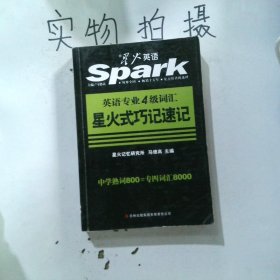 实物拍摄
星火英语
Spark
英语专业4级词汇
星火式巧记速记
星火记忆研究所 马德高 主编
中学熟词800=专四词汇8000